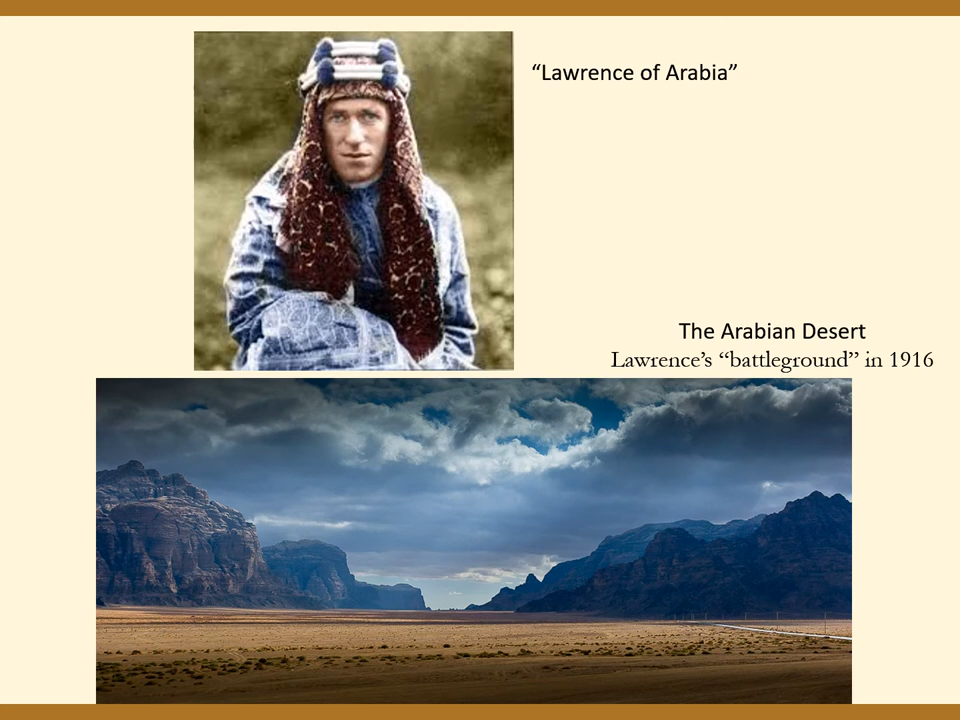 “Lawrence of Arabia”
The Arabian Desert
Lawrence’s “battleground” in 1916